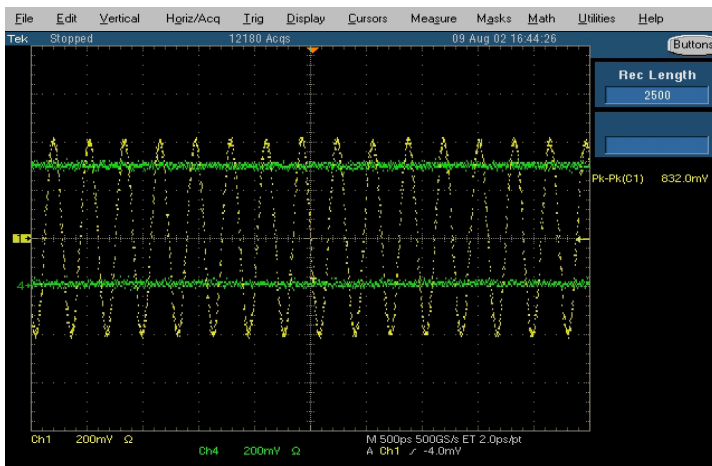 File Edit Vertical Horiz/Acq Trig Display Cursors Measure Masks Math Utilities Help
Tek Stopped 12180 Acqs 09 Aug 02 16:44:26
Buttons
Rec Length
2500
Pk-Pk(C1) 832.0mV
1
4
Ch1 200mV Ω M 500ps 500GS/s ET 2.0ps/pt
Ch4 200mV Ω A Ch1 -4.0mV